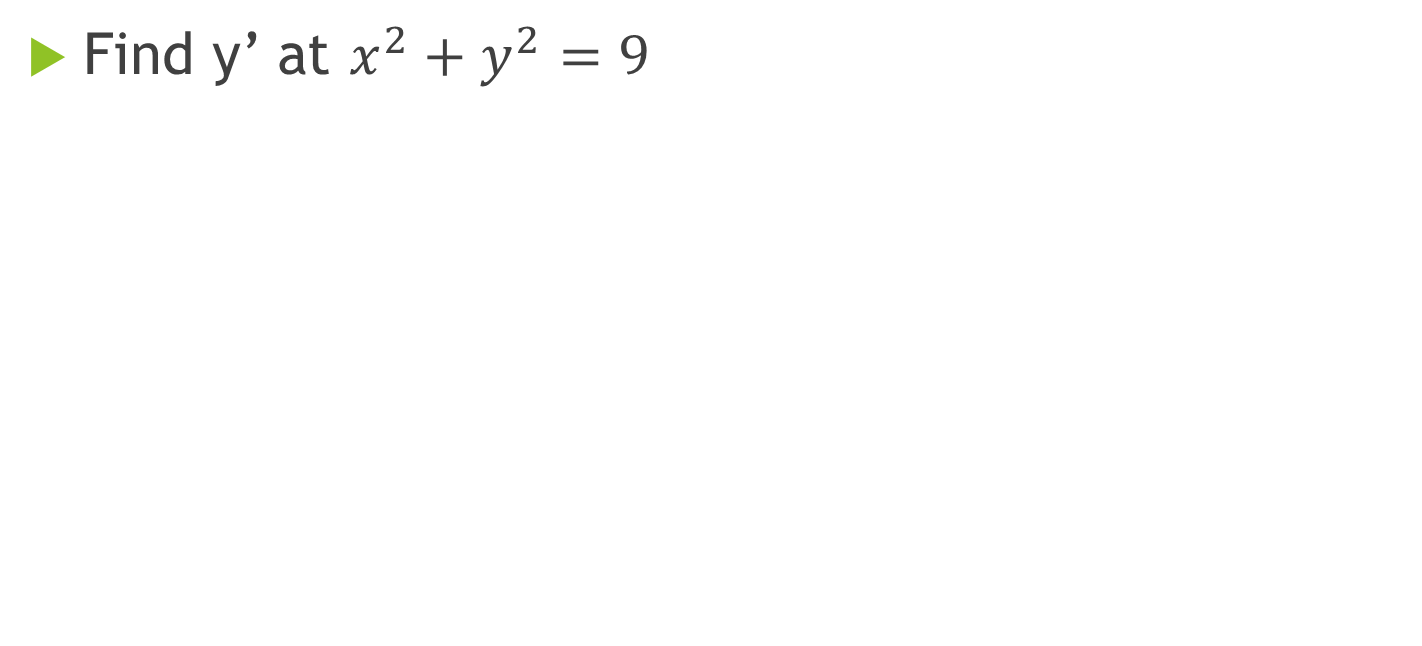 Find y’ at x² + y² = 9